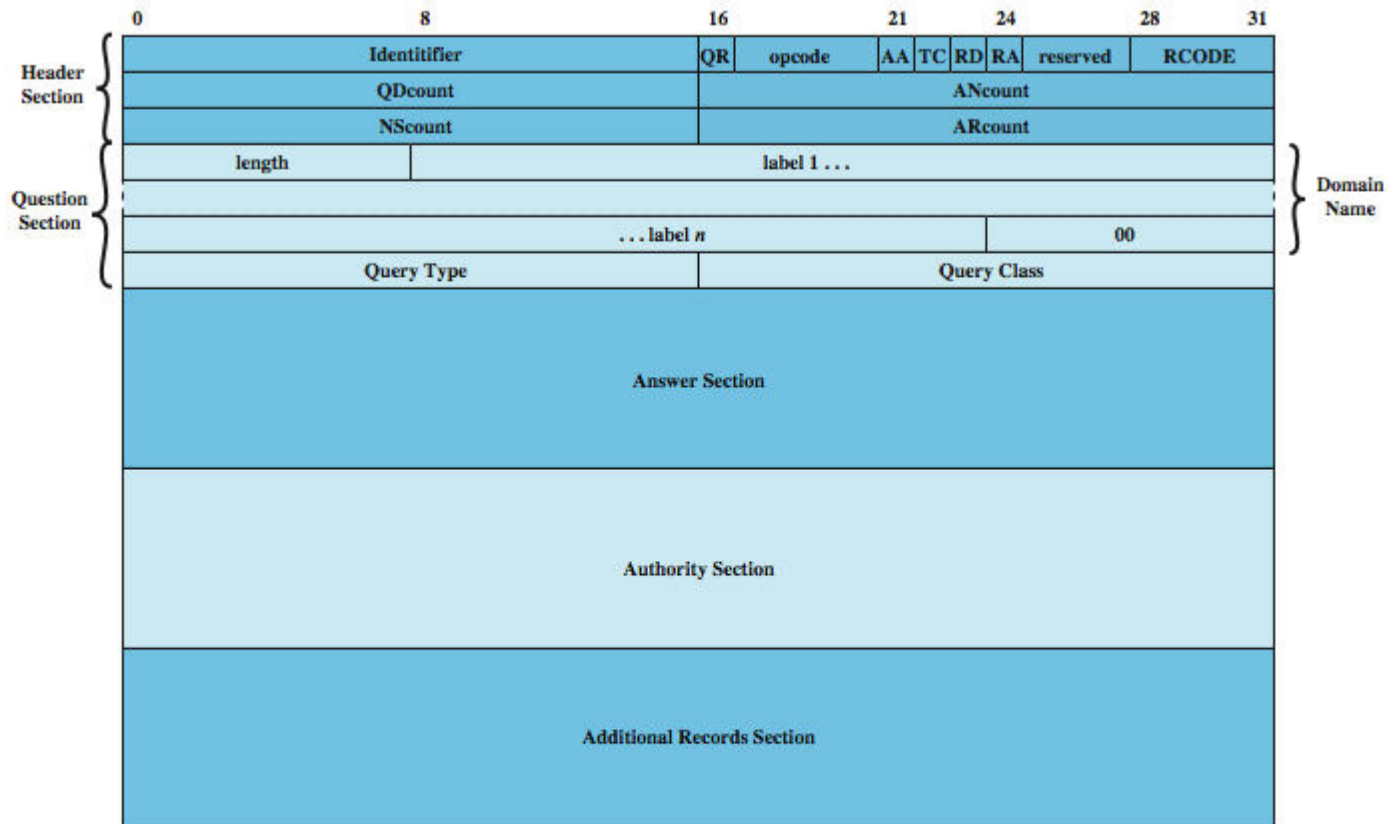 0 8 16 21 24 28 31
Header Section
Identitifier QR opcode AA TC RD RA reserved RCODE
QDcount ANcount
NScount ARcount
Question Section
length label 1 . . .
Domain Name
. . . label n 00
Query Type Query Class
Answer Section
Authority Section
Additional Records Section